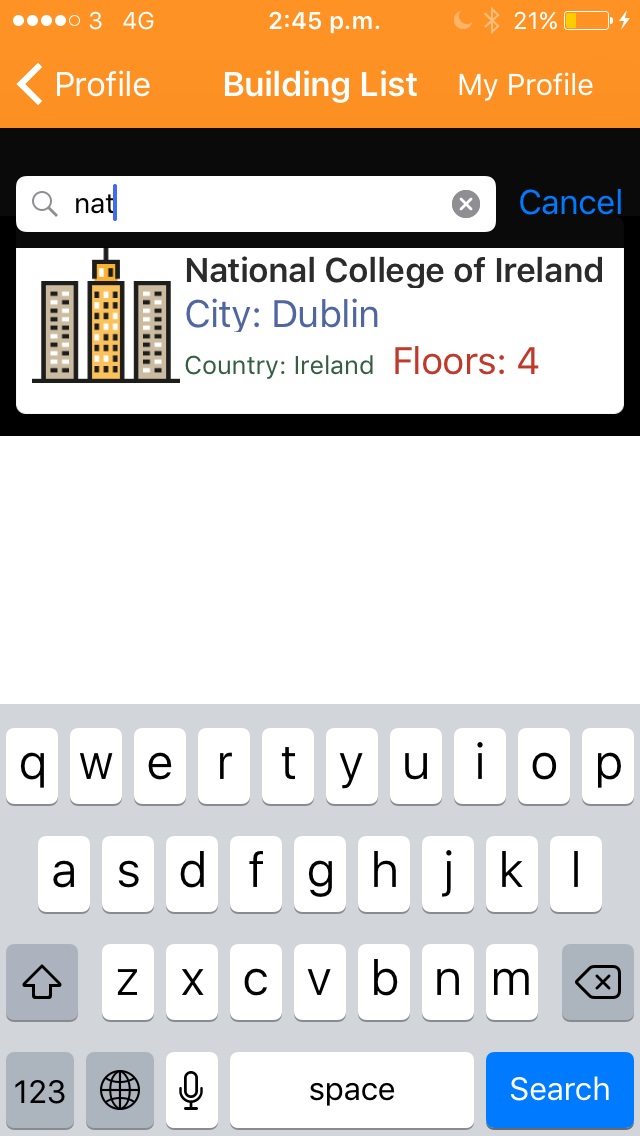 3 4G 2:45 p.m. 21%
Profile Building List My Profile
nat Cancel
National College of Ireland
City: Dublin
Country: Ireland Floors: 4
q w e r t y u i o p
a s d f g h j k l
z x c v b n m
123 space Search